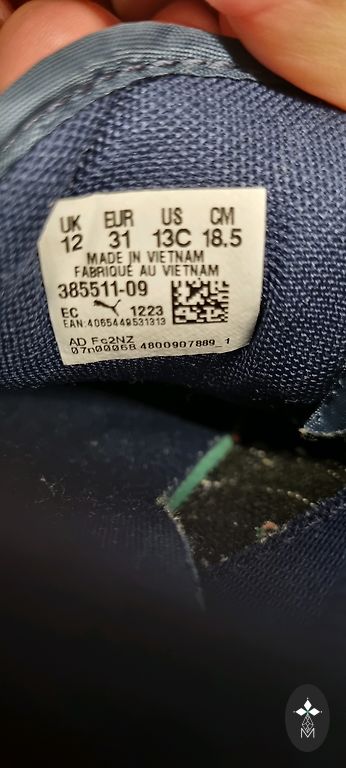 UK EUR US CM
12 31 13C 18.5
MADE IN VIETNAM
FABRIQUÉ AU VIETNAM
385511-09
EC 1223
EAN:4065449531313
AD Fc2NZ
07n00068 4800907889_1
M